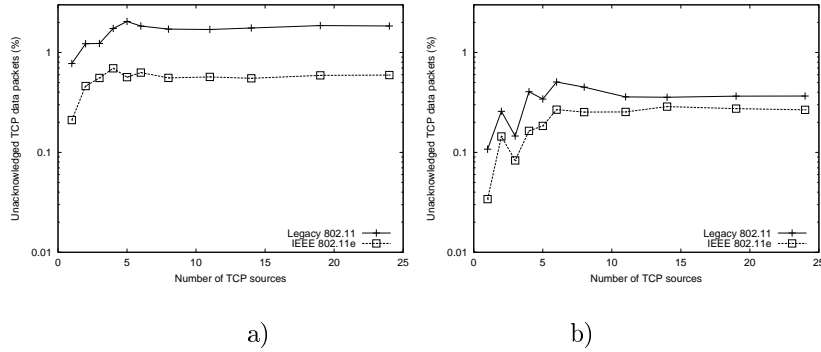 Unacknowledged TCP data packets (%)
1
0.1
0.01
0 5 10 15 20 25
Number of TCP sources
Legacy 802.11
IEEE 802.11e
a)
Unacknowledged TCP data packets (%)
1
0.1
0.01
0 5 10 15 20 25
Number of TCP sources
Legacy 802.11
IEEE 802.11e
b)